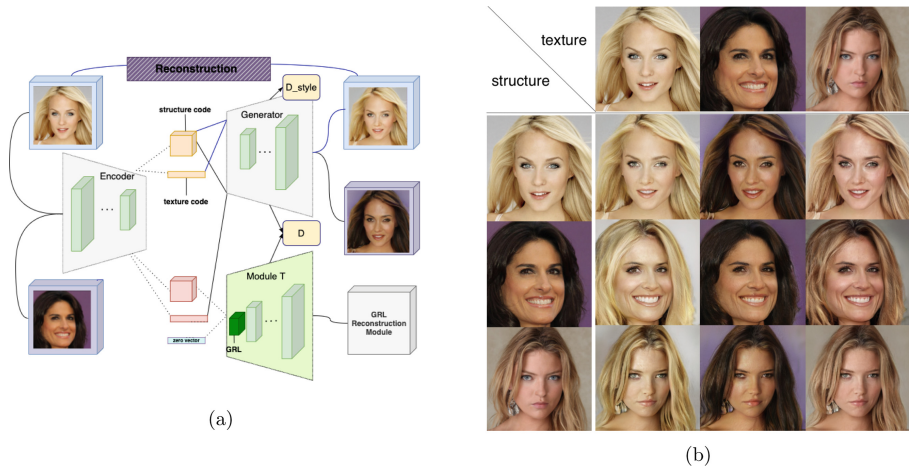 Reconstruction
D_style
structure code
Generator
Encoder
texture code
D
Module T
zero vector
GRL
GRL
Reconstruction
Module
(a)
texture
structure
(b)